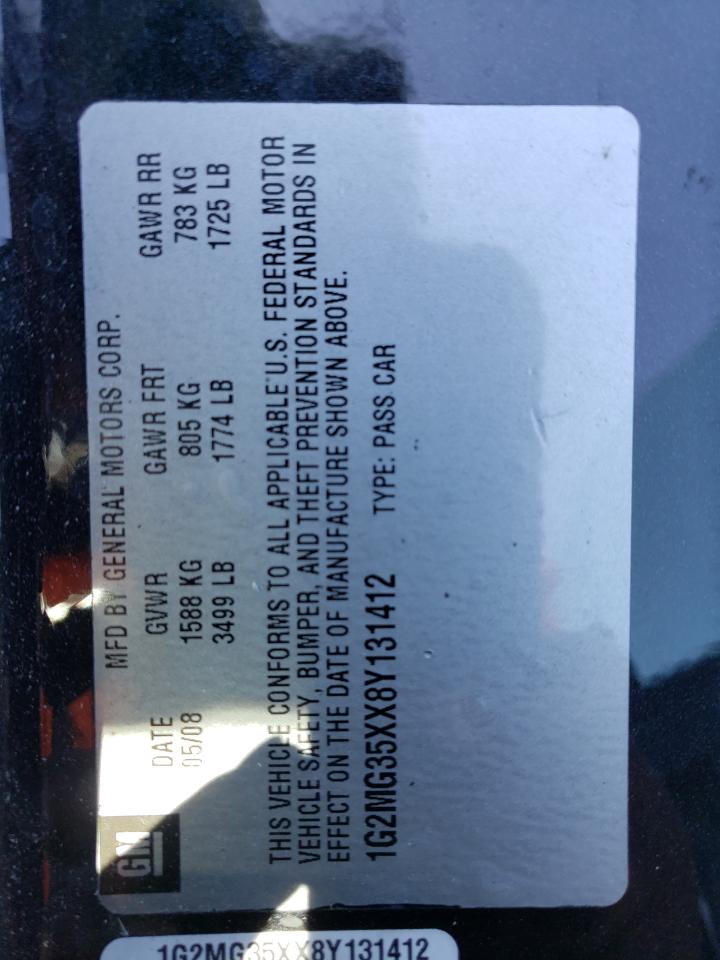 GM
MFD BY GENERAL MOTORS CORP.
DATE GVWR GAWR FRT GAWR RR
05/08 1588 KG 805 KG 783 KG
3499 LB 1774 LB 1725 LB
THIS VEHICLE CONFORMS TO ALL APPLICABLE U.S. FEDERAL MOTOR
VEHICLE SAFETY, BUMPER, AND THEFT PREVENTION STANDARDS IN
EFFECT ON THE DATE OF MANUFACTURE SHOWN ABOVE.
1G2MG35XX8Y131412 TYPE: PASS CAR
1G2MG35XX8Y131412